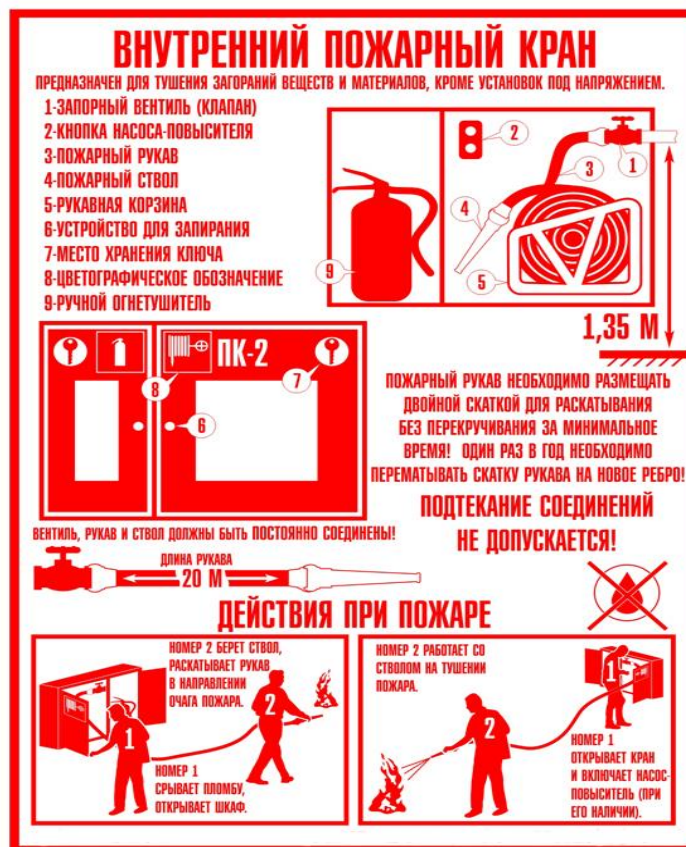 ВНУТРЕННИЙ ПОЖАРНЫЙ КРАН
ПРЕДНАЗНАЧЕН ДЛЯ ТУШЕНИЯ ЗАГОРАНИЙ ВЕЩЕСТВ И МАТЕРИАЛОВ, КРОМЕ УСТАНОВОК ПОД НАПРЯЖЕНИЕМ.
1-ЗАПОРНЫЙ ВЕНТИЛЬ (КЛАПАН)
2-КНОПКА НАСОСА-ПОВЫСИТЕЛЯ
3-ПОЖАРНЫЙ РУКАВ
4-ПОЖАРНЫЙ СТВОЛ
5-РУКАВНАЯ КОРЗИНА
6-УСТРОЙСТВО ДЛЯ ЗАПИРАНИЯ
7-МЕСТО ХРАНЕНИЯ КЛЮЧА
8-ЦВЕТОГРАФИЧЕСКОЕ ОБОЗНАЧЕНИЕ
9-РУЧНОЙ ОГНЕТУШИТЕЛЬ
2
3
1
4
9
5
1,35 М
ПК-2
8
7
6
ПОЖАРНЫЙ РУКАВ НЕОБХОДИМО РАЗМЕЩАТЬ
ДВОЙНОЙ СКАТКОЙ ДЛЯ РАСКАТЫВАНИЯ
БЕЗ ПЕРЕКРУЧИВАНИЯ ЗА МИНИМАЛЬНОЕ
ВРЕМЯ! ОДИН РАЗ В ГОД НЕОБХОДИМО
ПЕРЕМАТЫВАТЬ СКАТКУ РУКАВА НА НОВОЕ РЕБРО!
ПОДТЕКАНИЕ СОЕДИНЕНИЙ
НЕ ДОПУСКАЕТСЯ!
ВЕНТИЛЬ, РУКАВ И СТВОЛ ДОЛЖНЫ БЫТЬ ПОСТОЯННО СОЕДИНЕНЫ!
ДЛИНА РУКАВА
20 М
ДЕЙСТВИЯ ПРИ ПОЖАРЕ
НОМЕР 2 БЕРЕТ СТВОЛ,
РАСКАТЫВАЕТ РУКАВ
В НАПРАВЛЕНИИ
ОЧАГА ПОЖАРА.
1
2
НОМЕР 1
СРЫВАЕТ ПЛОМБУ,
ОТКРЫВАЕТ ШКАФ.
НОМЕР 2 РАБОТАЕТ СО
СТВОЛОМ НА ТУШЕНИИ
ПОЖАРА.
1
2
НОМЕР 1
ОТКРЫВАЕТ КРАН
И ВКЛЮЧАЕТ НАСОС-
ПОВЫСИТЕЛЬ (ПРИ
ЕГО НАЛИЧИИ).